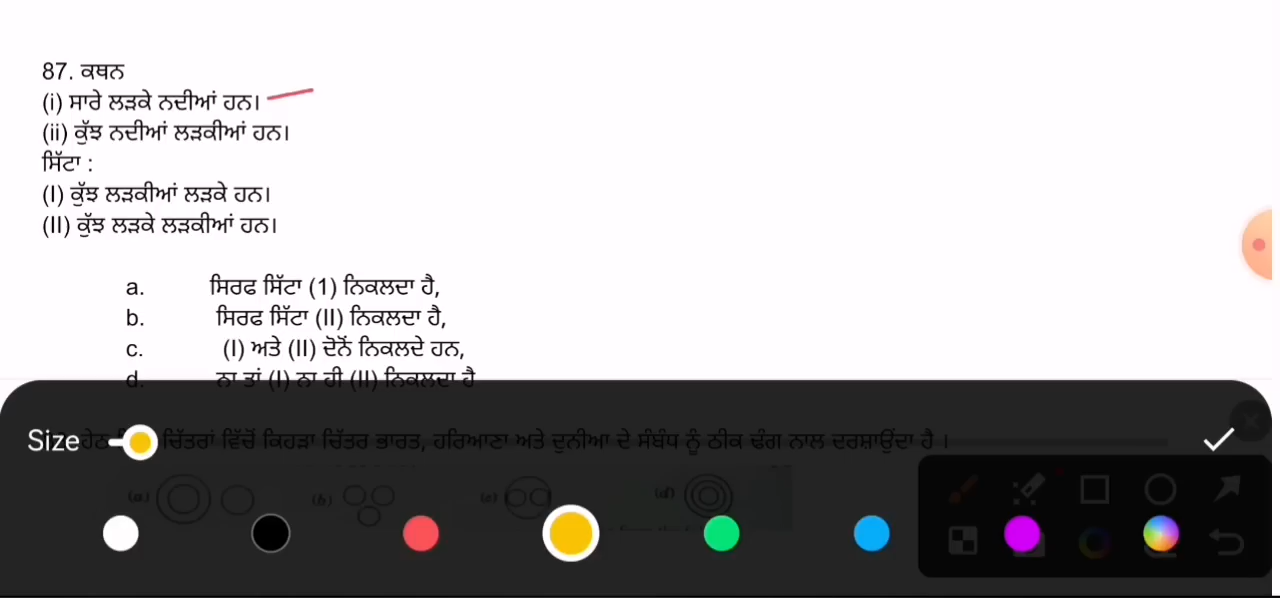 87. ਕਥਨ
(i) ਸਾਰੇ ਲੜਕੇ ਨਦੀਆਂ ਹਨ।
(ii) ਕੁੱਝ ਨਦੀਆਂ ਲੜਕੀਆਂ ਹਨ।
ਸਿੱਟਾ :
(I) ਕੁੱਝ ਲੜਕੀਆਂ ਲੜਕੇ ਹਨ।
(II) ਕੁੱਝ ਲੜਕੇ ਲੜਕੀਆਂ ਹਨ।
a. ਸਿਰਫ ਸਿੱਟਾ (1) ਨਿਕਲਦਾ ਹੈ,
b. ਸਿਰਫ ਸਿੱਟਾ (II) ਨਿਕਲਦਾ ਹੈ,
c. (I) ਅਤੇ (II) ਦੋਨੋਂ ਨਿਕਲਦੇ ਹਨ,
d. ਨਾ ਤਾਂ (I) ਨਾ ਹੀ (II) ਨਿਕਲਦਾ ਹੈ
Size ਚਿੱਤਰਾਂ ਵਿੱਚੋਂ ਕਿਹੜਾ ਚਿੱਤਰ ਭਾਰਤ, ਹਰਿਆਣਾ ਅਤੇ ਦੁਨੀਆ ਦੇ ਸੰਬੰਧ ਨੂੰ ਠੀਕ ਢੰਗ ਨਾਲ ਦਰਸਾਉਂਦਾ ਹੈ ।
(a) (b) (c) (d)